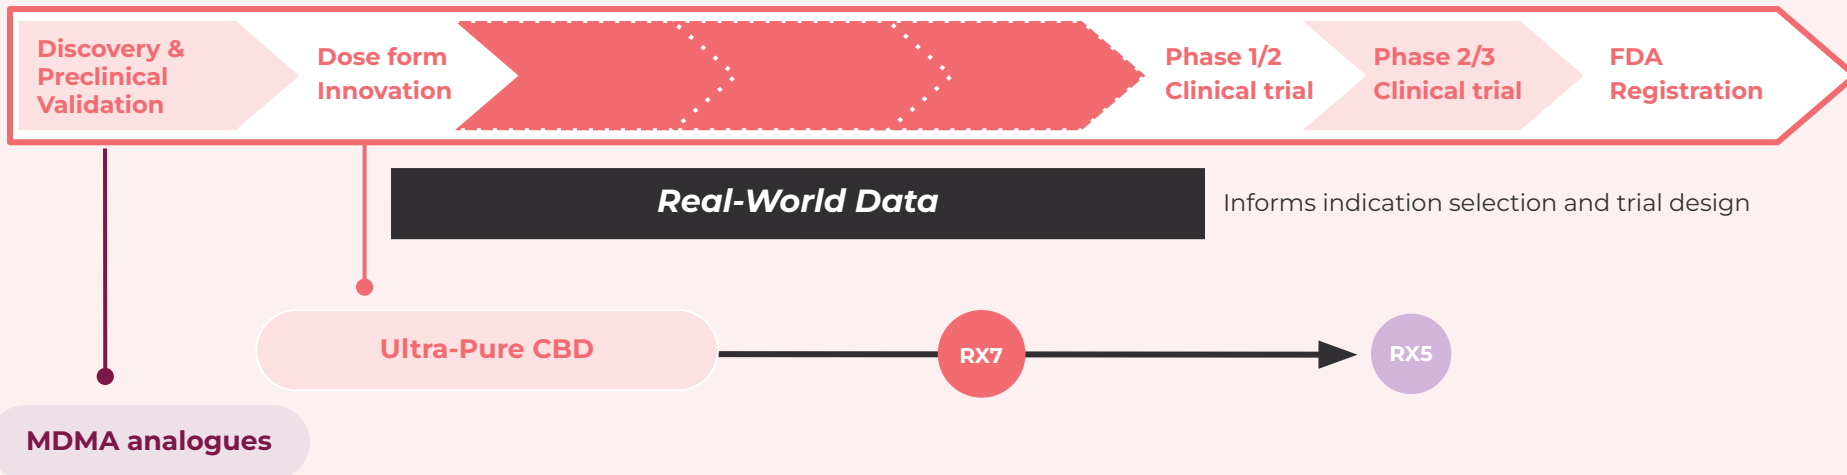 Discovery &
Preclinical
Validation
Dose form
Innovation
Phase 1/2
Clinical trial
Phase 2/3
Clinical trial
FDA
Registration
Real-World Data
Informs indication selection and trial design
Ultra-Pure CBD
RX7
RX5
MDMA analogues